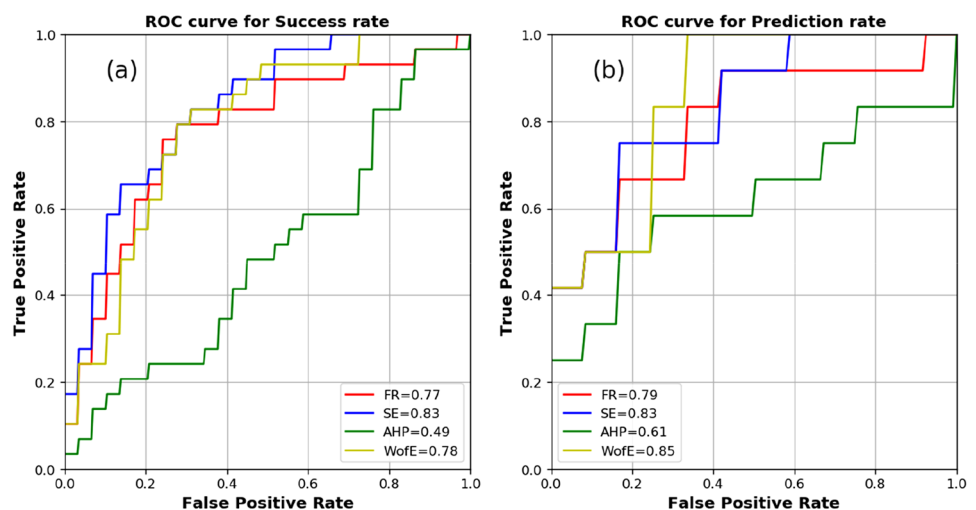 ROC curve for Success rate
(a)
True Positive Rate
1.0
0.8
0.6
0.4
0.2
0.0
0.0 0.2 0.4 0.6 0.8 1.0
False Positive Rate
FR=0.77
SE=0.83
AHP=0.49
WofE=0.78
ROC curve for Prediction rate
(b)
True Positive Rate
1.0
0.8
0.6
0.4
0.2
0.0
0.0 0.2 0.4 0.6 0.8 1.0
False Positive Rate
FR=0.79
SE=0.83
AHP=0.61
WofE=0.85